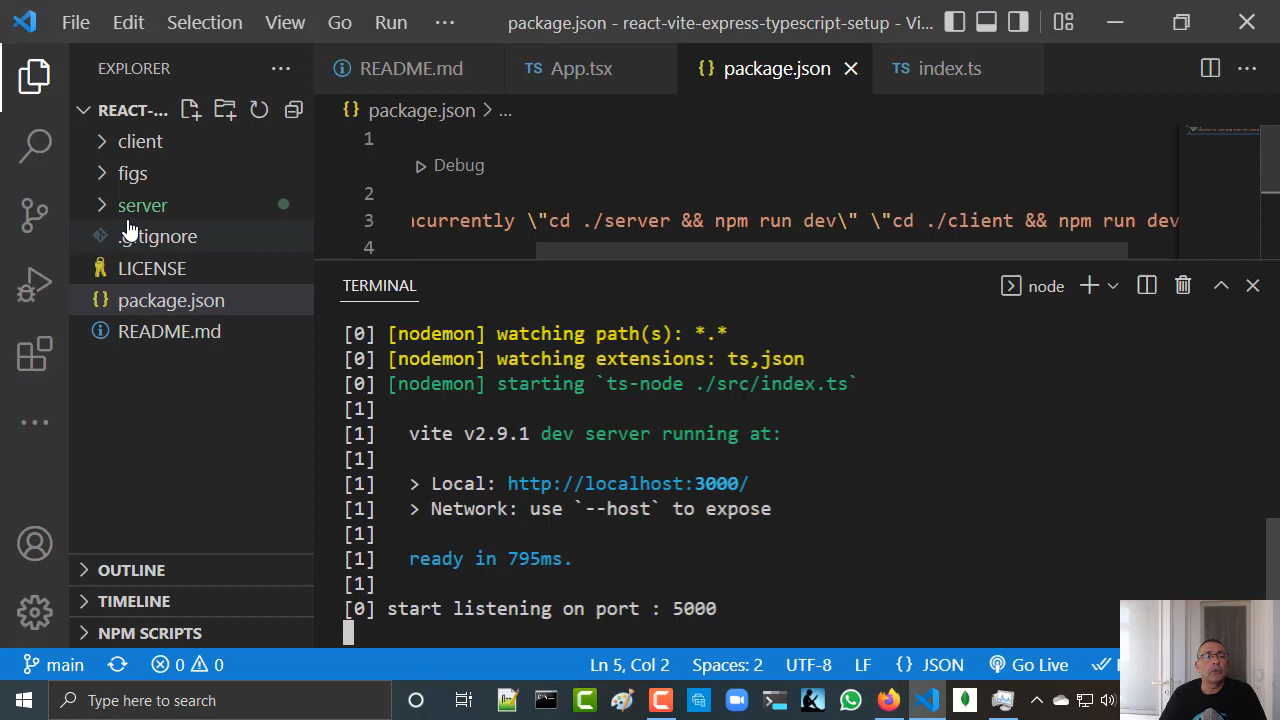 File Edit Selection View Go Run ··· package.json - react-vite-express-typescript-setup - Vi...
EXPLORER ···
REACT-...
client
figs
server
.gitignore
LICENSE
package.json
README.md
OUTLINE
TIMELINE
NPM SCRIPTS
README.md TS App.tsx {} package.json TS index.ts ···
{} package.json > ...
1
Debug
2
3 ncurrently \"cd ./server && npm run dev\" \"cd ./client && npm run dev
4
TERMINAL node
[0] [nodemon] watching path(s): *.*
[0] [nodemon] watching extensions: ts,json
[0] [nodemon] starting `ts-node ./src/index.ts`
[1]
[1] vite v2.9.1 dev server running at:
[1]
[1] > Local: http://localhost:3000/
[1] > Network: use `--host` to expose
[1]
[1] ready in 795ms.
[1]
[0] start listening on port : 5000
main 0 0 Ln 5, Col 2 Spaces: 2 UTF-8 LF {} JSON Go Live
Type here to search